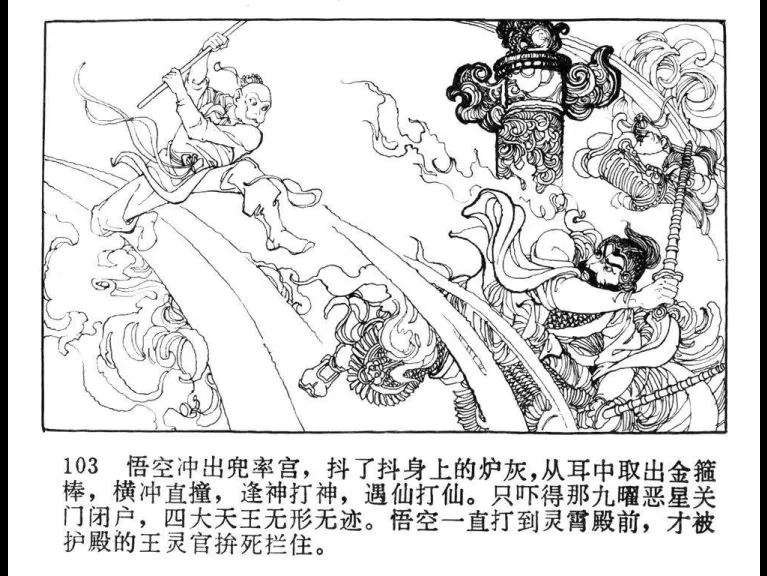 103 悟空冲出兜率宫，抖了抖身上的炉灰，从耳中取出金箍
棒，横冲直撞，逢神打神，遇仙打仙。只吓得那九曜恶星关
门闭户，四大天王无形无迹。悟空一直打到灵霄殿前，才被
护殿的王灵官拚死拦住。